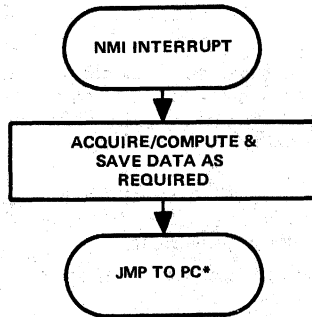 NMI INTERRUPT
ACQUIRE/COMPUTE &
SAVE DATA AS
REQUIRED
JMP TO PC*